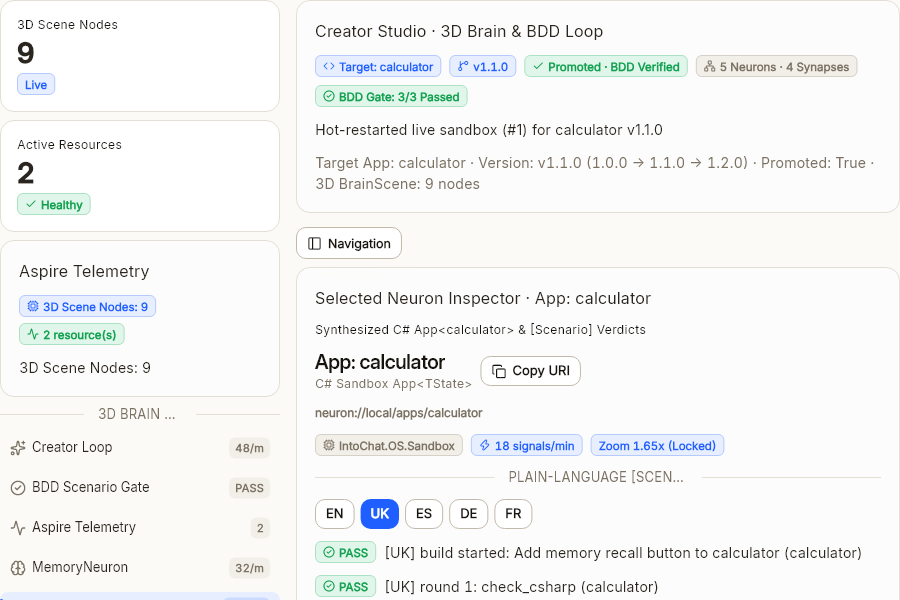 3D Scene Nodes
9
Live
Active Resources
2
Healthy
Aspire Telemetry
3D Scene Nodes: 9
2 resource(s)
3D Scene Nodes: 9
3D BRAIN ...
Creator Loop 48/m
BDD Scenario Gate PASS
Aspire Telemetry 2
MemoryNeuron 32/m
Creator Studio · 3D Brain & BDD Loop
Target: calculator v1.1.0 Promoted · BDD Verified 5 Neurons · 4 Synapses
BDD Gate: 3/3 Passed
Hot-restarted live sandbox (#1) for calculator v1.1.0
Target App: calculator · Version: v1.1.0 (1.0.0 → 1.1.0 → 1.2.0) · Promoted: True ·
3D BrainScene: 9 nodes
Navigation
Selected Neuron Inspector · App: calculator
Synthesized C# App<calculator> & [Scenario] Verdicts
App: calculator
C# Sandbox App<TState>
Copy URI
neuron://local/apps/calculator
IntoChat.OS.Sandbox 18 signals/min Zoom 1.65x (Locked)
PLAIN-LANGUAGE [SCEN...
EN UK ES DE FR
PASS [UK] build started: Add memory recall button to calculator (calculator)
PASS [UK] round 1: check_csharp (calculator)